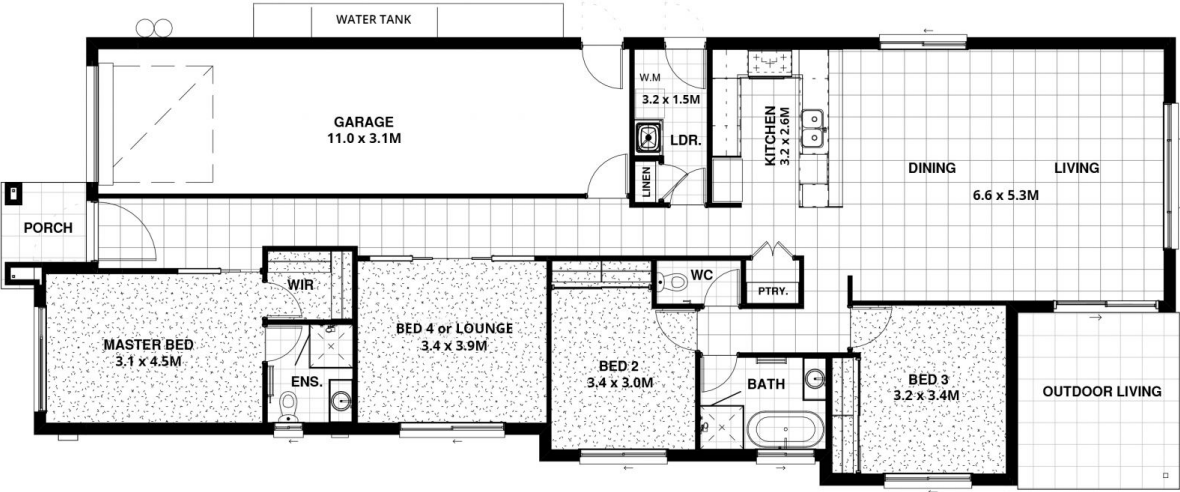 WATER TANK
GARAGE
11.0 x 3.1M
W.M
3.2 x 1.5M
LDR.
LINEN
KITCHEN
3.2 x 2.6M
DINING
LIVING
6.6 x 5.3M
PORCH
WIR
WC
PTRY.
MASTER BED
3.1 x 4.5M
ENS.
BED 4 or LOUNGE
3.4 x 3.9M
BED 2
3.4 x 3.0M
BATH
BED 3
3.2 x 3.4M
OUTDOOR LIVING